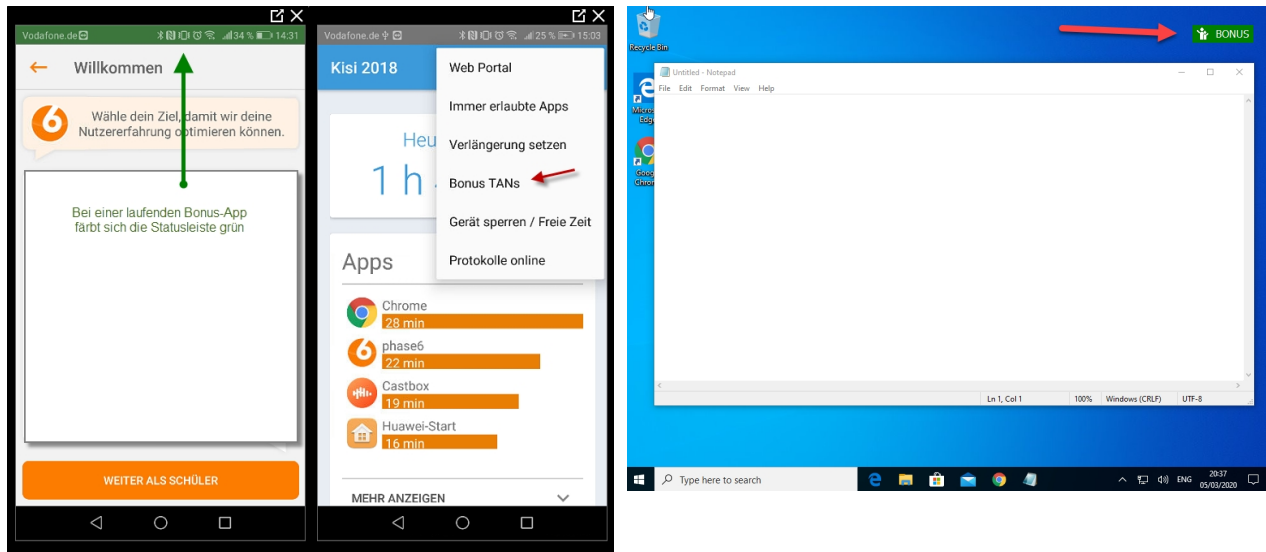 Vodafone.de
34 %
14:31
Willkommen
Wähle dein Ziel, damit wir deine
Nutzererfahrung optimieren können.
Bei einer laufenden Bonus-App
färbt sich die Statusleiste grün
WEITER ALS SCHÜLER
Vodafone.de
25 %
15:03
Kisi 2018
Web Portal
Immer erlaubte Apps
Verlängerung setzen
Bonus TANs
Gerät sperren / Freie Zeit
Protokolle online
Heu
1 h
Apps
Chrome
28 min
phase6
22 min
Castbox
19 min
Huawei-Start
16 min
MEHR ANZEIGEN
Recycle Bin
BONUS
Untitled - Notepad
File Edit Format View Help
Ln 1, Col 1
100%
Windows (CRLF)
UTF-8
Type here to search
ENG
20:37
05/03/2020